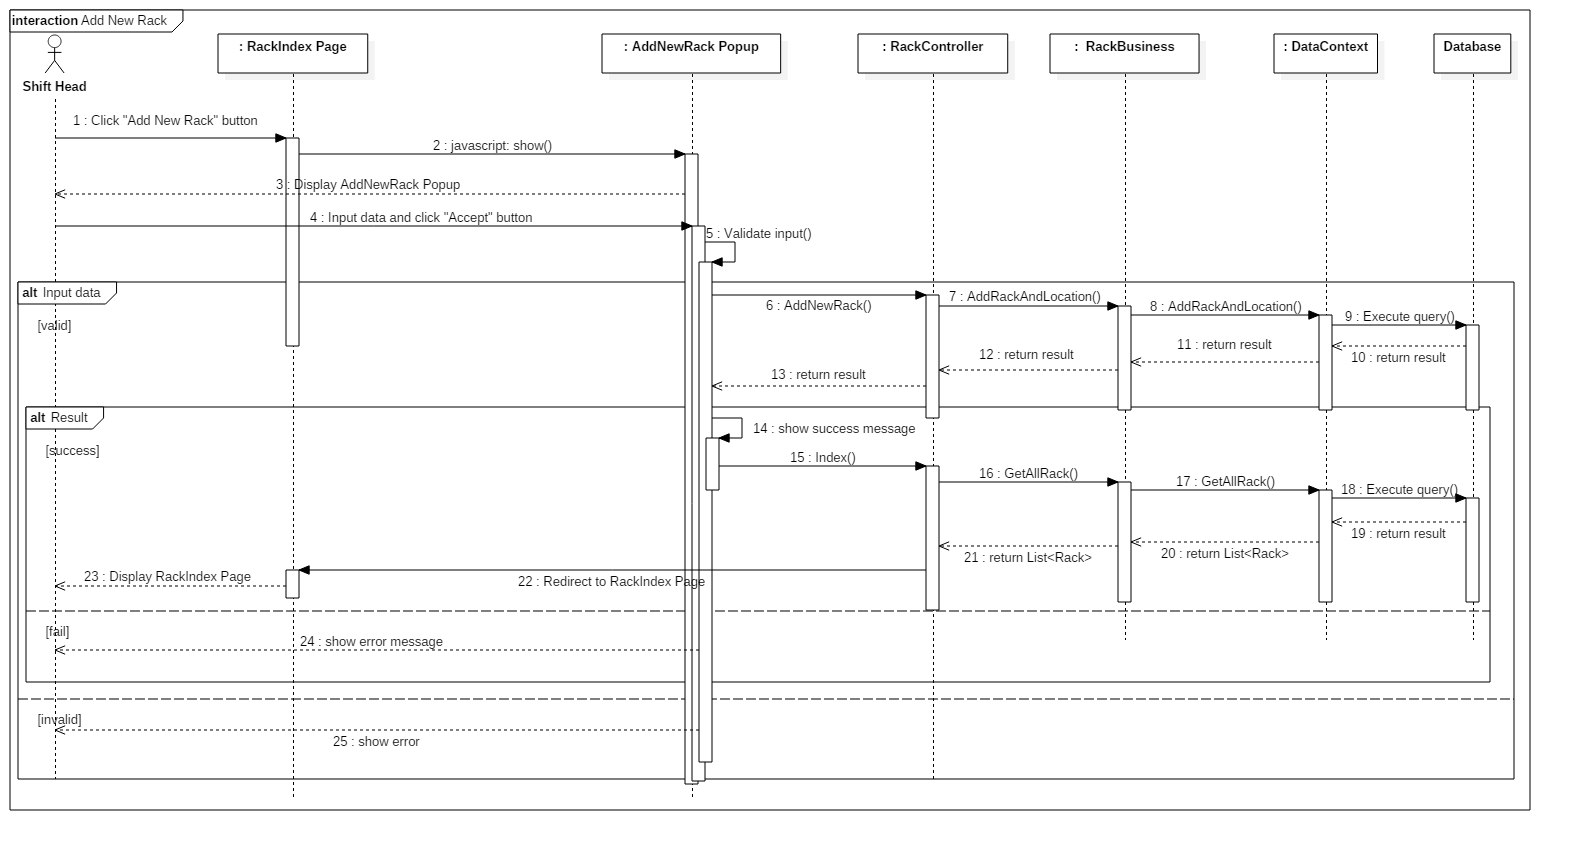 interaction Add New Rack
Shift Head
: RackIndex Page
: AddNewRack Popup
: RackController
: RackBusiness
: DataContext
Database
1 : Click "Add New Rack" button
2 : javascript: show()
3 : Display AddNewRack Popup
4 : Input data and click "Accept" button
5 : Validate input()
alt Input data
[valid]
6 : AddNewRack()
7 : AddRackAndLocation()
8 : AddRackAndLocation()
9 : Execute query()
10 : return result
11 : return result
12 : return result
13 : return result
alt Result
[success]
14 : show success message
15 : Index()
16 : GetAllRack()
17 : GetAllRack()
18 : Execute query()
19 : return result
20 : return List<Rack>
21 : return List<Rack>
22 : Redirect to RackIndex Page
23 : Display RackIndex Page
[fail]
24 : show error message
[invalid]
25 : show error